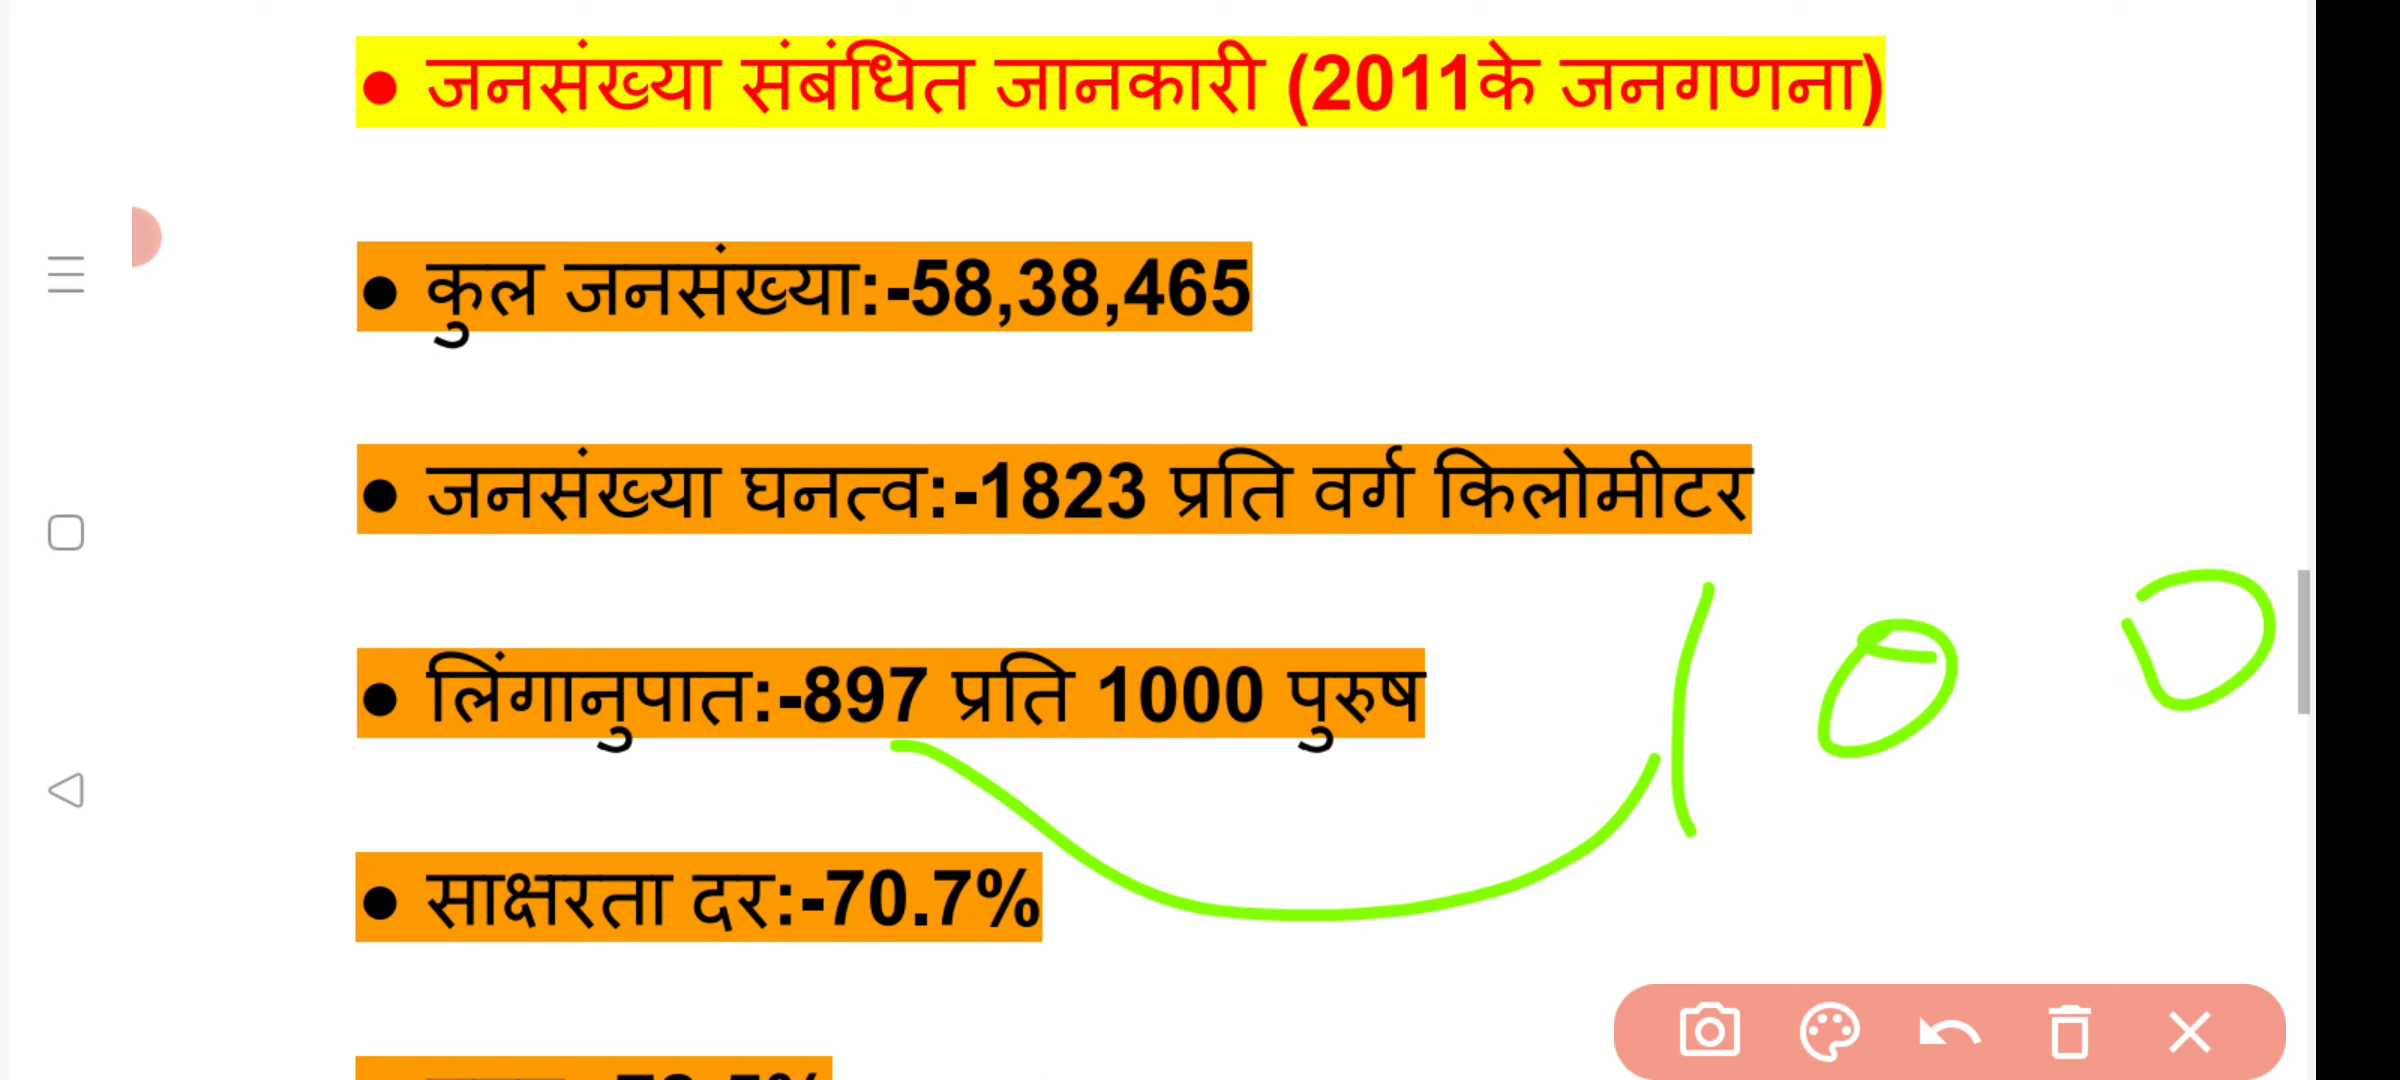 ● जनसंख्या संबंधित जानकारी (2011के जनगणना)
● कुल जनसंख्या:-58,38,465
● जनसंख्या घनत्व:-1823 प्रति वर्ग किलोमीटर
● लिंगानुपात:-897 प्रति 1000 पुरुष
100
● साक्षरता दर:-70.7%